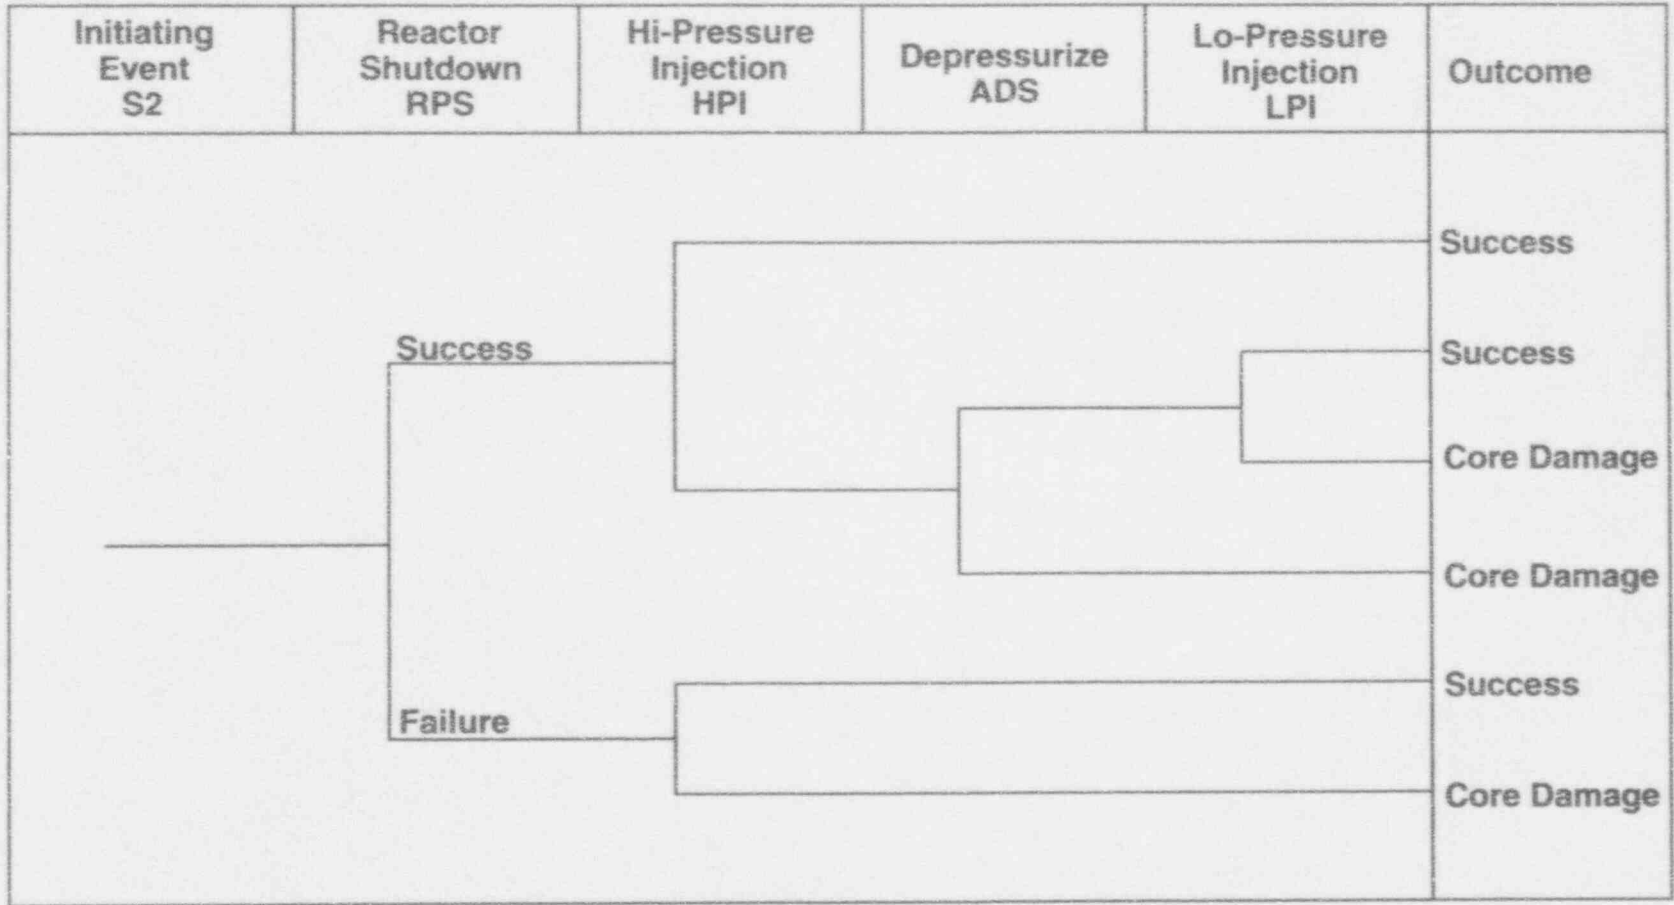 Initiating
Event
S2
Reactor
Shutdown
RPS
Hi-Pressure
Injection
HPI
Depressurize
ADS
Lo-Pressure
Injection
LPI
Outcome
Success
Success
Success
Core Damage
Core Damage
Success
Failure
Core Damage